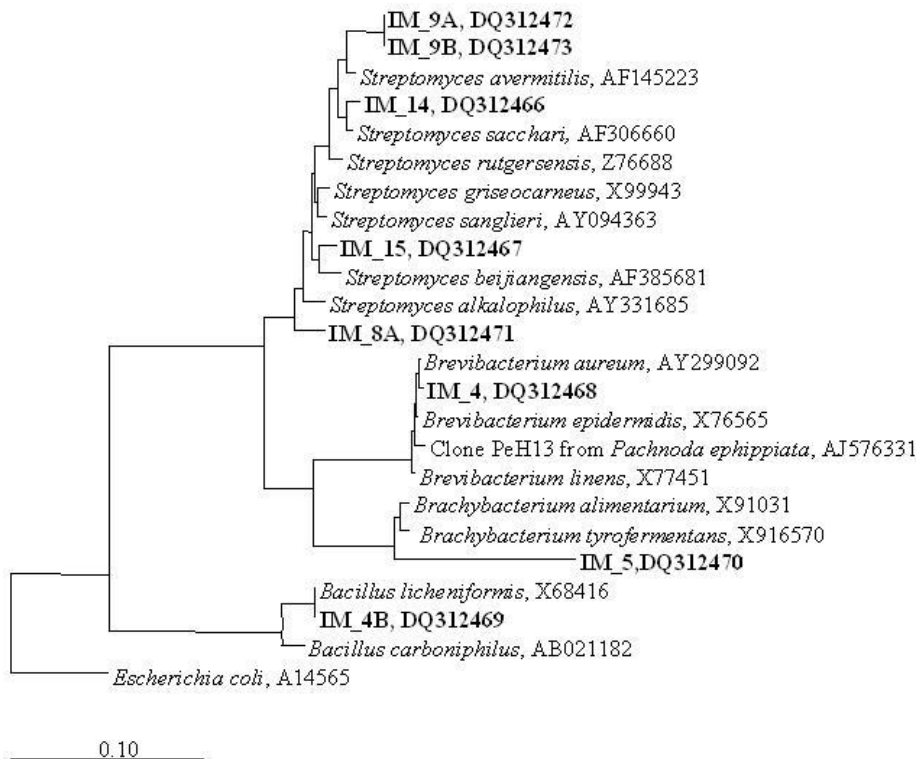 IM_9A, DQ312472
IM_9B, DQ312473
Streptomyces avermitilis, AF145223
IM_14, DQ312466
Streptomyces sacchari, AF306660
Streptomyces rutgersensis, Z76688
Streptomyces griseocarneus, X99943
Streptomyces sanglieri, AY094363
IM_15, DQ312467
Streptomyces beijiangensis, AF385681
Streptomyces alkalophilus, AY331685
IM_8A, DQ312471
Brevibacterium aureum, AY299092
IM_4, DQ312468
Brevibacterium epidermidis, X76565
Clone PeH13 from Pachnoda ephippiata, AJ576331
Brevibacterium linens, X77451
Brachybacterium alimentarium, X91031
Brachybacterium tyrofermentans, X916570
IM_5,DQ312470
Bacillus licheniformis, X68416
IM_4B, DQ312469
Bacillus carboniphilus, AB021182
Escherichia coli, A14565
0.10